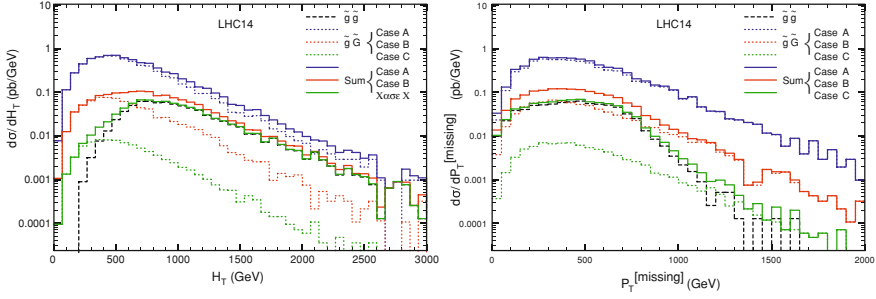 LHC14
g̃ g̃
g̃ G̃ { Case A
Case B
Case C
Sum { Case A
Case B
Χασε Χ
dσ/dH_T (pb/GeV)
10
1
0.1
0.01
0.001
0.0001
0 500 1000 1500 2000 2500 3000
H_T (GeV)
LHC14
g̃ g̃
g̃ G̃ { Case A
Case B
Case C
Sum { Case A
Case B
Case C
dσ/dP_T[missing] (pb/GeV)
10
1
0.1
0.01
0.001
0.0001
0 500 1000 1500 2000
P_T[missing] (GeV)